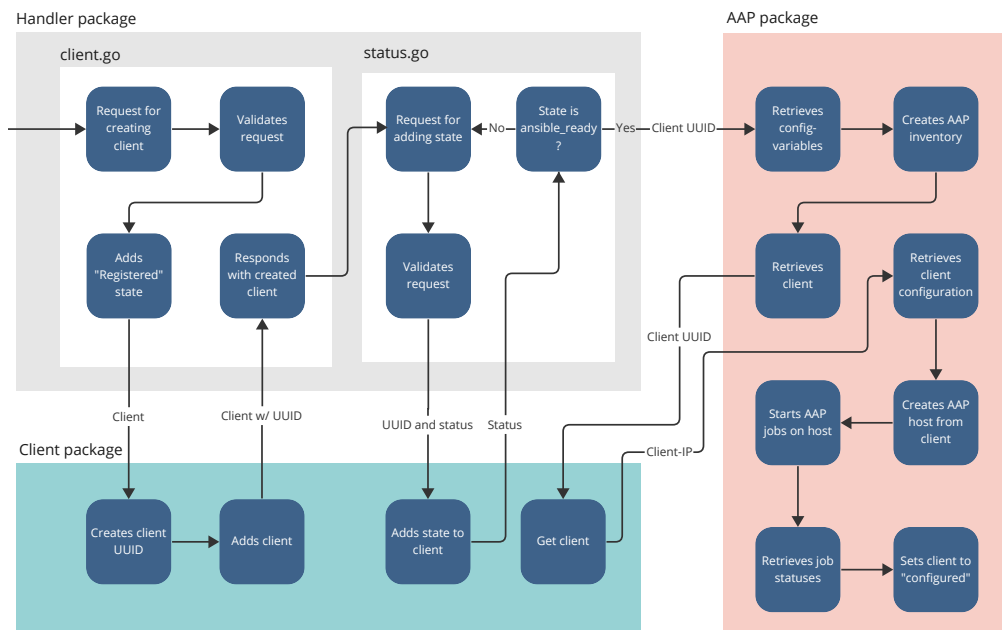 Handler package
AAP package
client.go
status.go
Request for
creating
client
Validates
request
Request for
adding state
No
State is
ansible_ready
?
Yes
Client UUID
Retrieves
config-
variables
Creates AAP
inventory
Adds
"Registered"
state
Responds
with created
client
Validates
request
Retrieves
client
Retrieves
client
configuration
Client UUID
Client
Client w/ UUID
UUID and status
Status
Starts AAP
jobs on host
Creates AAP
host from
client
Client-IP
Client package
Creates client
UUID
Adds client
Adds state to
client
Get client
Retrieves job
statuses
Sets client to
"configured"